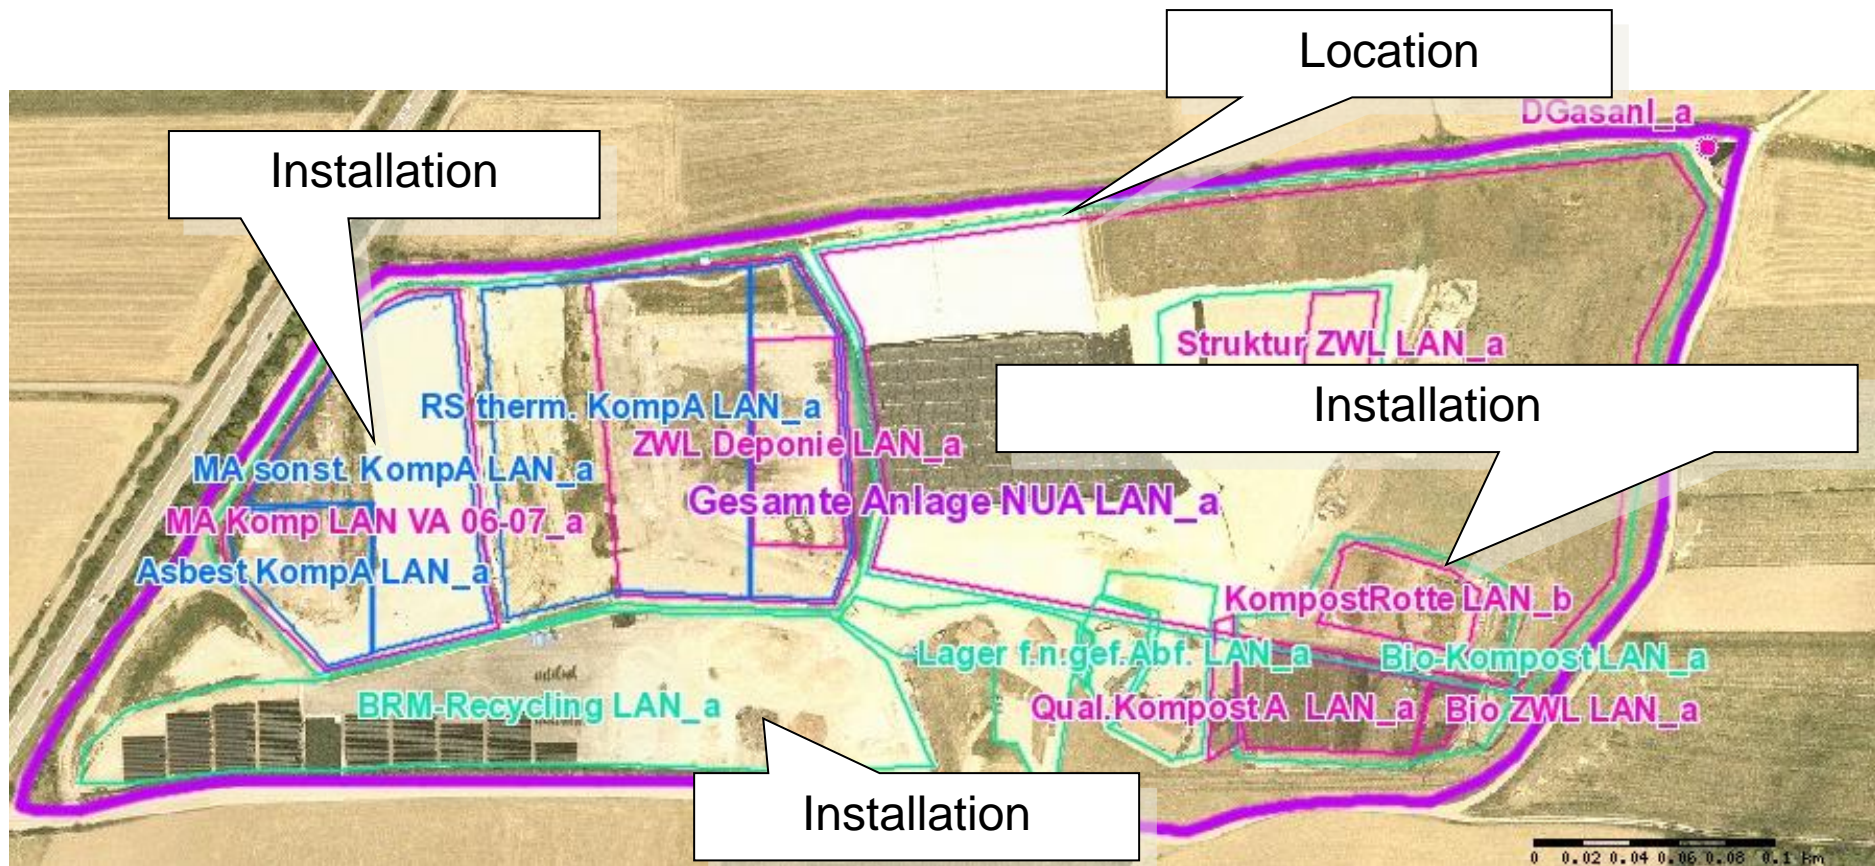 Location
DGasanl_a
Installation
Struktur ZWL LAN_a
Installation
RS therm. KompA LAN_a
ZWL Deponie LAN_a
MA sonst. KompA LAN_a
Gesamte Anlage NUA LAN_a
MA Komp LAN VA 06-07_a
Asbest KompA LAN_a
KompostRotte LAN_b
Lager f.n.gef.Abf. LAN_a
Bio-Kompost LAN_a
BRM-Recycling LAN_a
Qual.Kompost A LAN_a
Bio ZWL LAN_a
Installation
0 0.02 0.04 0.06 0.08 0.1 km